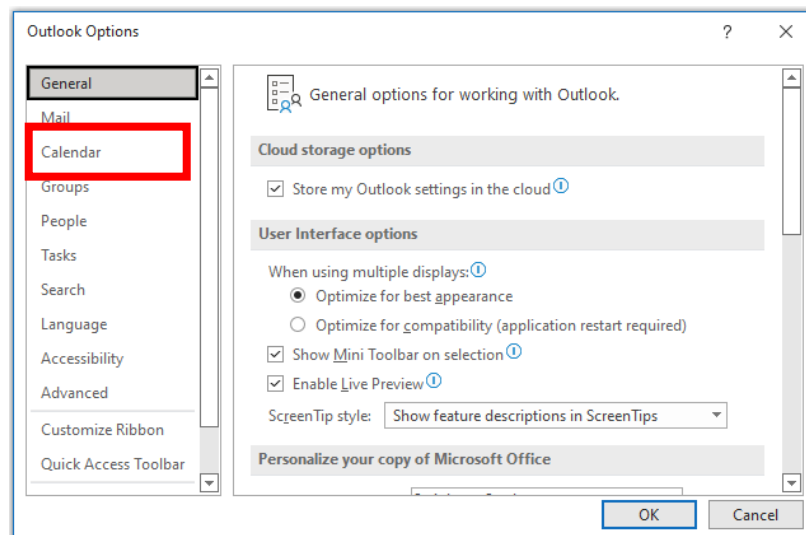 Outlook Options
General
Mail
Calendar
Groups
People
Tasks
Search
Language
Accessibility
Advanced
Customize Ribbon
Quick Access Toolbar
General options for working with Outlook.
Cloud storage options
Store my Outlook settings in the cloud
User Interface options
When using multiple displays:
Optimize for best appearance
Optimize for compatibility (application restart required)
Show Mini Toolbar on selection
Enable Live Preview
ScreenTip style: Show feature descriptions in ScreenTips
Personalize your copy of Microsoft Office
OK Cancel